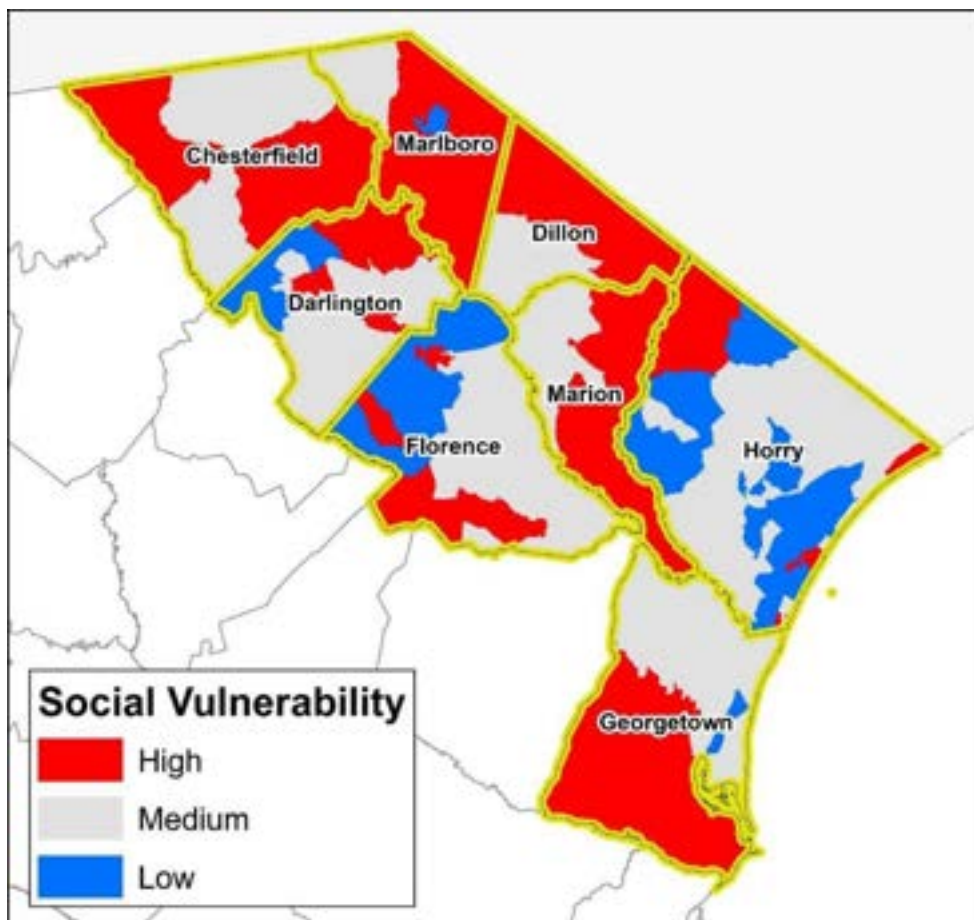 Chesterfield
Marlboro
Dillon
Darlington
Marion
Florence
Horry
Georgetown
Social Vulnerability
High
Medium
Low